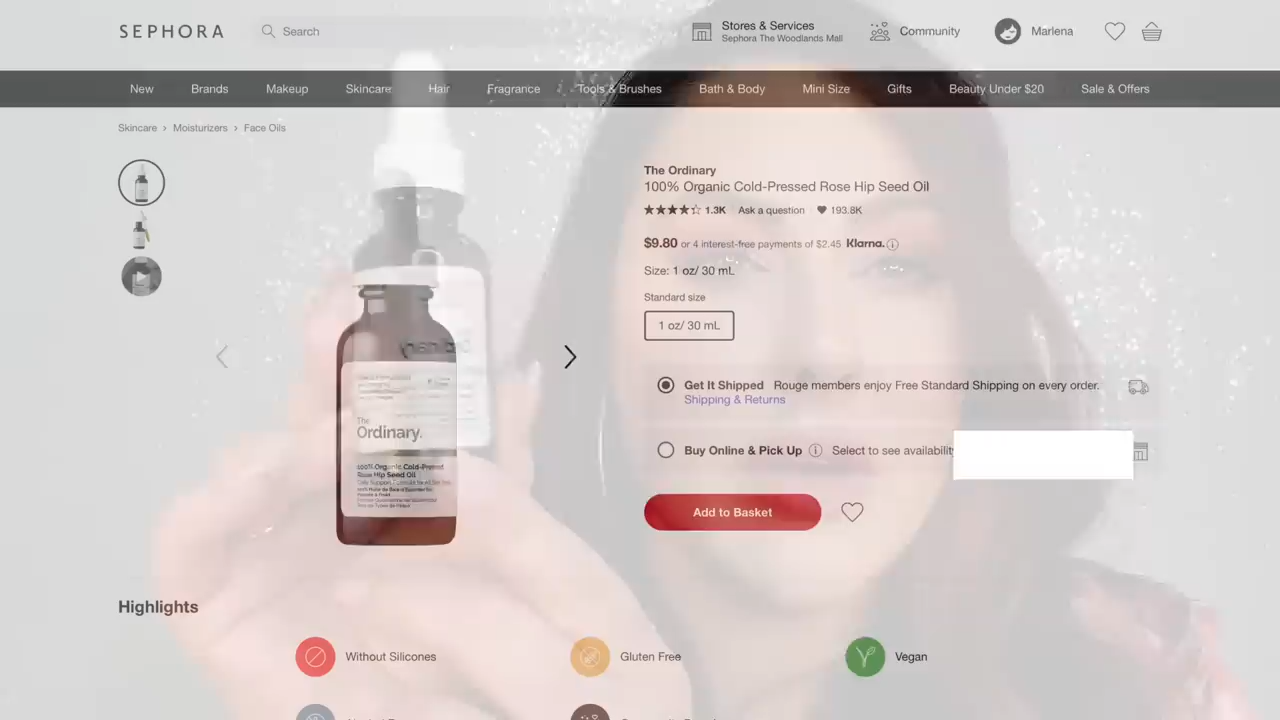 SEPHORA
Search
Stores & Services
Sephora The Woodlands Mall
Community
Marlena
New
Brands
Makeup
Skincare
Hair
Fragrance
Tools & Brushes
Bath & Body
Mini Size
Gifts
Beauty Under $20
Sale & Offers
Skincare › Moisturizers › Face Oils
The Ordinary
100% Organic Cold-Pressed Rose Hip Seed Oil
1.3K
Ask a question
193.8K
$9.80 or 4 interest-free payments of $2.45 Klarna.
Size: 1 oz/ 30 mL
Standard size
1 oz/ 30 mL
Get It Shipped Rouge members enjoy Free Standard Shipping on every order.
Shipping & Returns
Buy Online & Pick Up
Select to see availability
Add to Basket
The
Ordinary.
100% Organic Cold-Pressed
Rose Hip Seed Oil
Highlights
Without Silicones
Gluten Free
Vegan